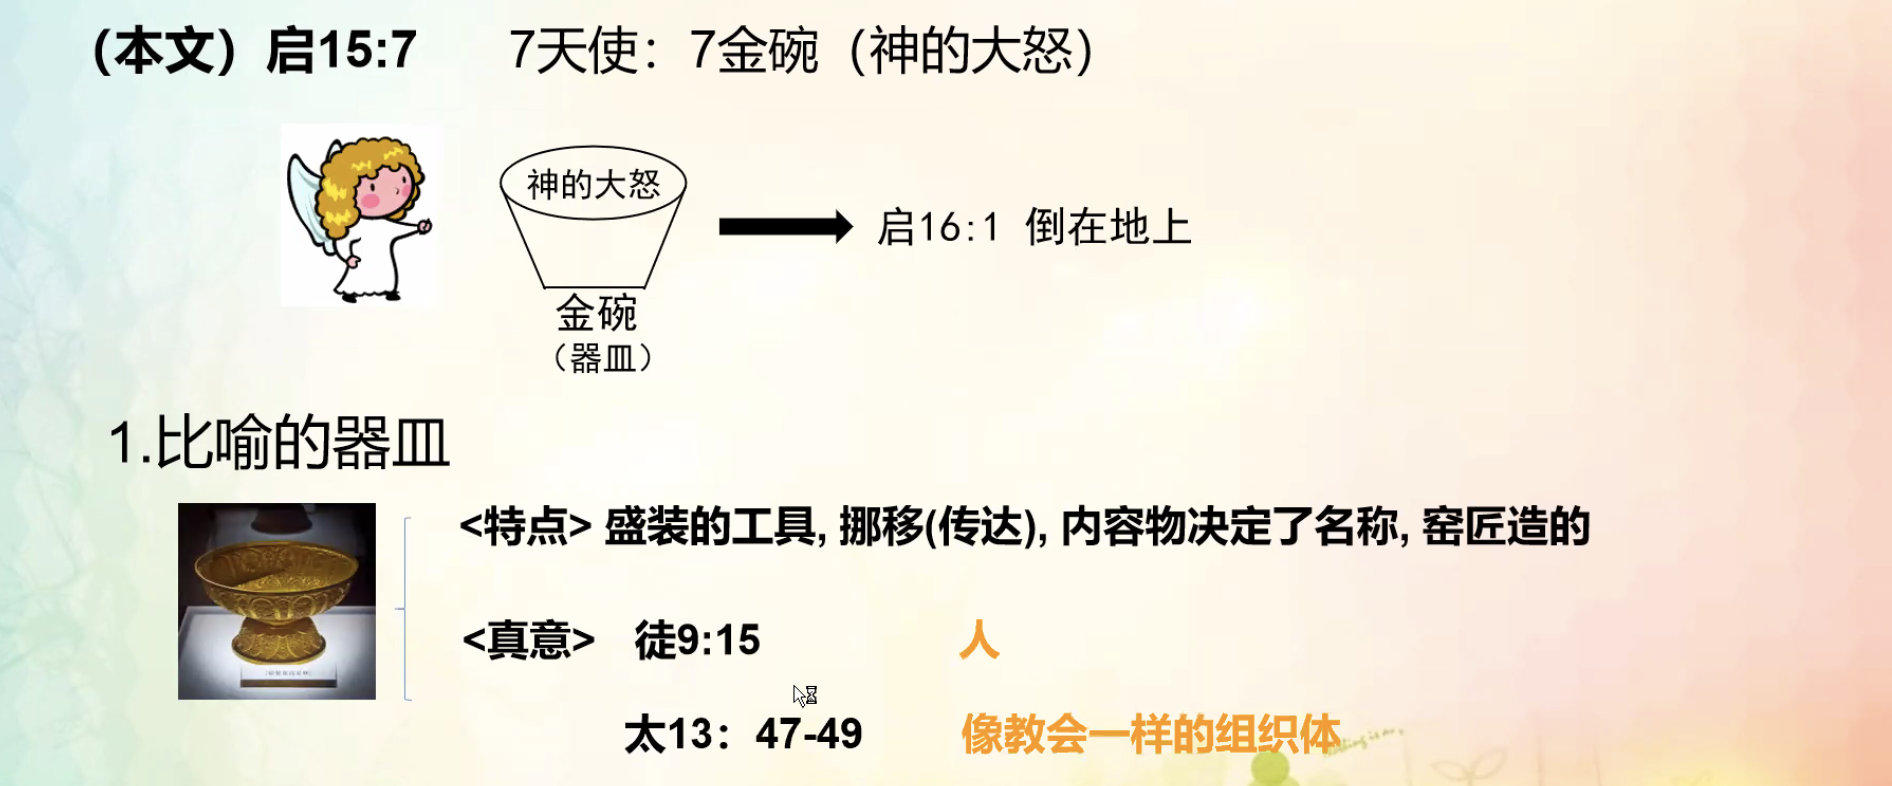 （本文）启15:7 7天使：7金碗（神的大怒）
神的大怒
启16:1 倒在地上
金碗
（器皿）
1.比喻的器皿
<特点> 盛装的工具, 挪移(传达), 内容物决定了名称, 窑匠造的
<真意> 徒9:15 人
太13：47-49 像教会一样的组织体